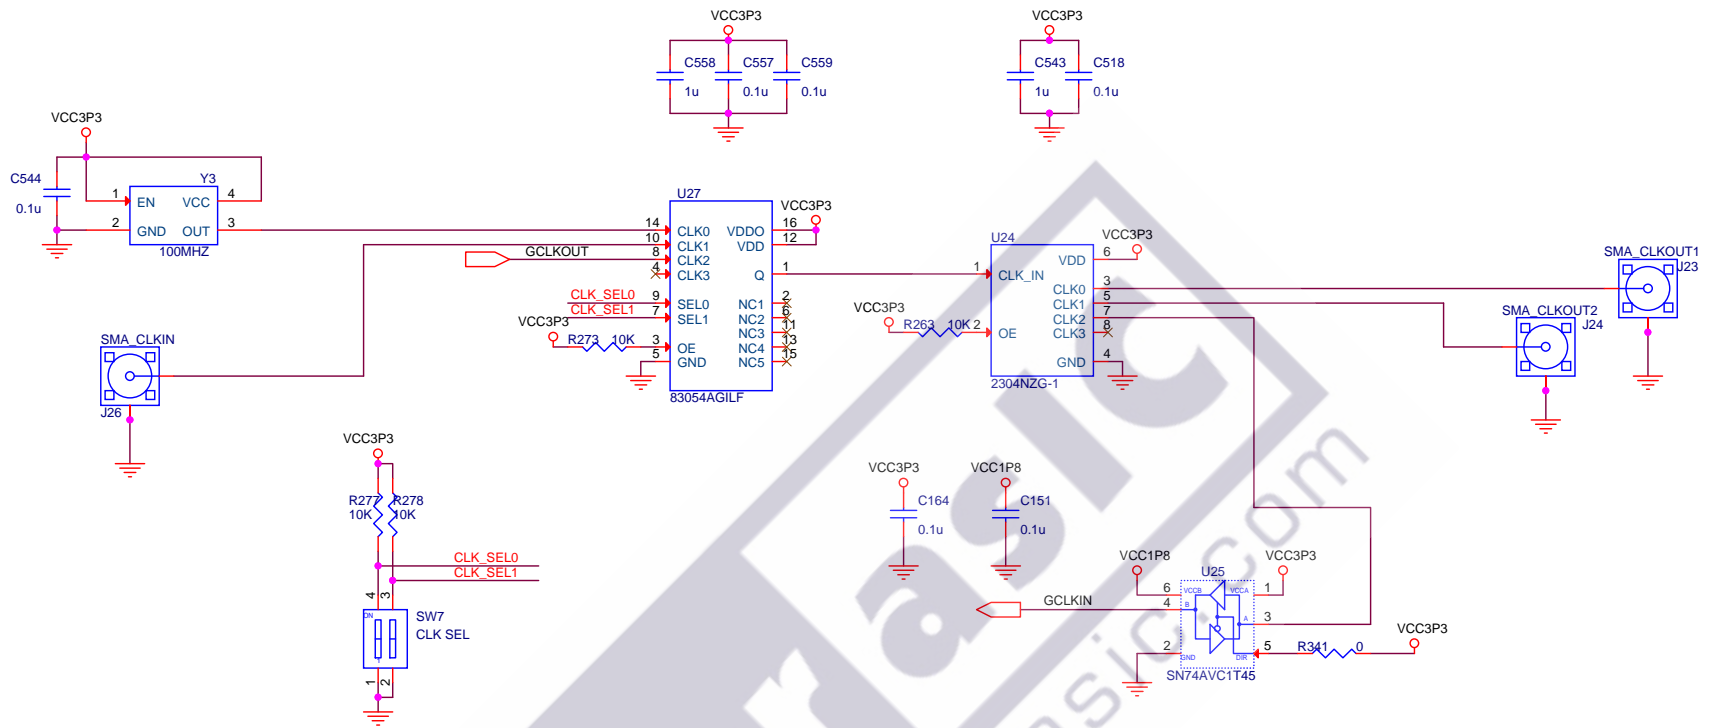 VCC3P3
C558
C557
C559
1u
0.1u
0.1u
VCC3P3
C543
C518
1u
0.1u
VCC3P3
C544
0.1u
Y3
1
EN
VCC
4
2
GND
OUT
3
100MHZ
SMA_CLKIN
J26
GCLKOUT
CLK_SEL0
CLK_SEL1
VCC3P3
R273
10K
U27
14
CLK0
10
CLK1
8
CLK2
4
CLK3
9
SEL0
7
SEL1
3
OE
5
GND
VDDO
16
VDD
12
Q
1
NC1
2
NC2
6
NC3
11
NC4
13
NC5
15
83054AGILF
VCC3P3
VCC3P3
R263
10K
U24
1
CLK_IN
2
OE
VDD
6
CLK0
3
CLK1
5
CLK2
7
CLK3
8
GND
4
2304NZG-1
VCC3P3
SMA_CLKOUT1
J23
SMA_CLKOUT2
J24
VCC3P3
R277
10K
R278
10K
CLK_SEL0
CLK_SEL1
4
3
ON
SW7
CLK SEL
1
2
VCC3P3
C164
0.1u
VCC1P8
C151
0.1u
VCC1P8
VCC3P3
U25
6
VCCB
VCCA
1
GCLKIN
4
B
A
3
2
GND
DIR
5
SN74AVC1T45
R341
0
VCC3P3
asic
sic.com